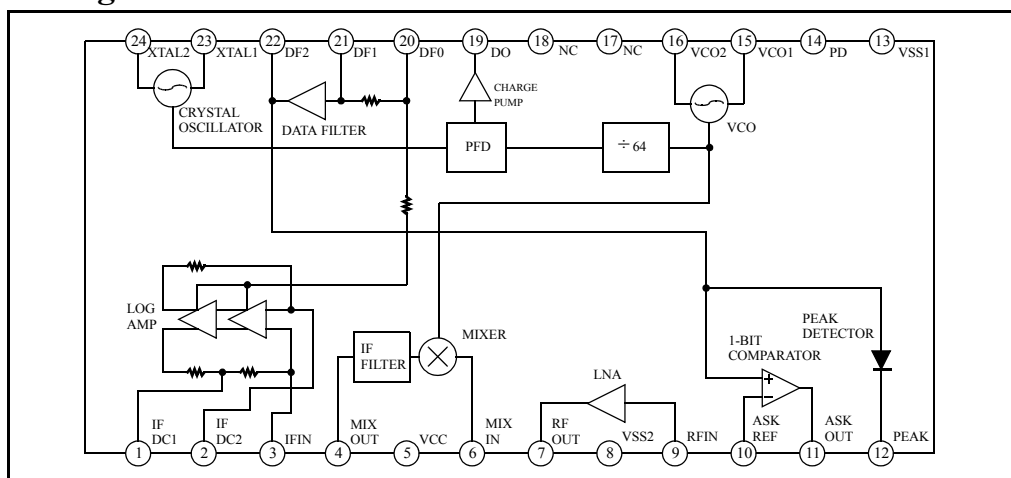 24 23 22 21 20 19 18 17 16 15 14 13
XTAL2 XTAL1 DF2 DF1 DF0 DO NC NC VCO2 VCO1 PD VSS1
CRYSTAL
OSCILLATOR
DATA FILTER
CHARGE
PUMP
VCO
PFD
÷ 64
LOG
AMP
MIXER
IF
FILTER
LNA
PEAK
DETECTOR
1-BIT
COMPARATOR
+
−
IF
DC1
IF
DC2
IFIN
MIX
OUT
VCC
MIX
IN
RF
OUT
VSS2
RFIN
ASK
REF
ASK
OUT
PEAK
1 2 3 4 5 6 7 8 9 10 11 12